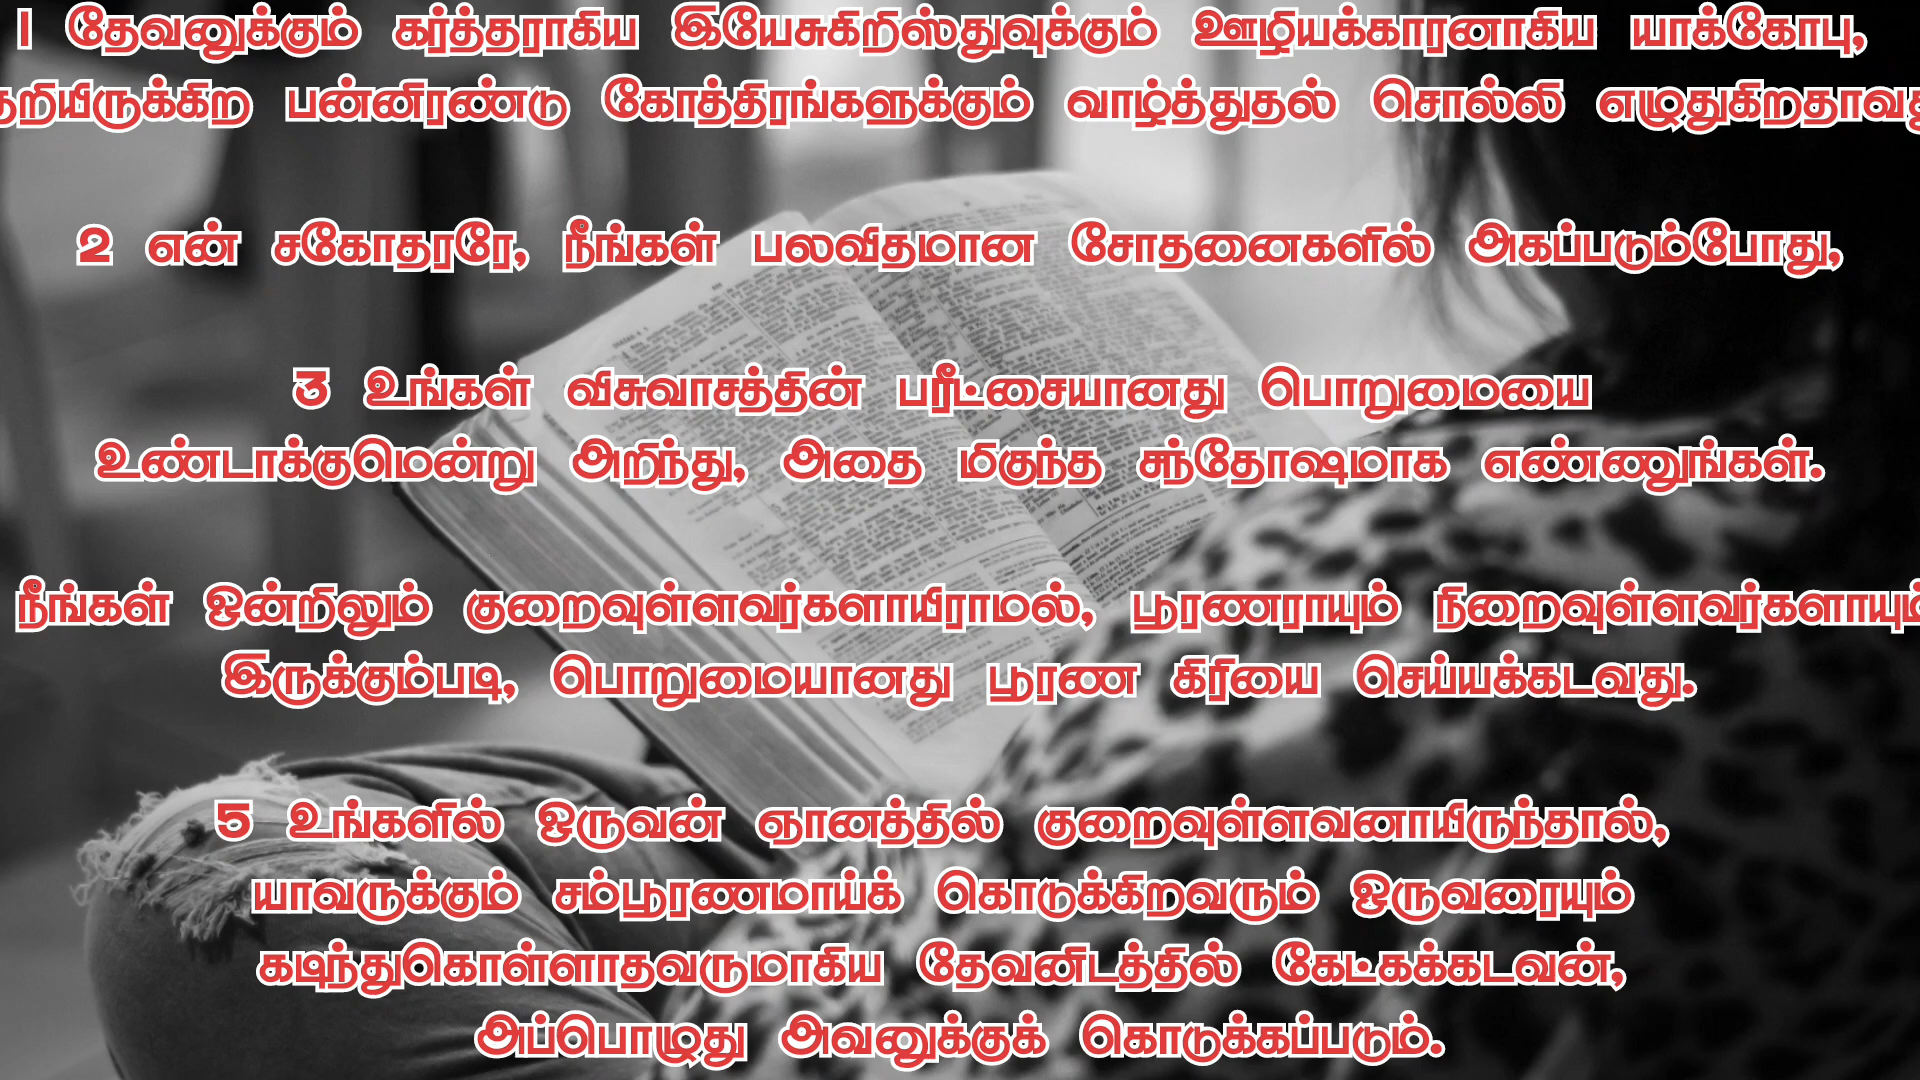 1 தேவனுக்கும் கர்த்தராகிய இயேசுகிறிஸ்துவுக்கும் ஊழியக்காரனாகிய யாக்கோபு,
தறியிருக்கிற பன்னிரண்டு கோத்திரங்களுக்கும் வாழ்த்துதல் சொல்லி எழுதுகிறதாவது
2 என் சகோதரரே, நீங்கள் பலவிதமான சோதனைகளில் அகப்படும்போது,
3 உங்கள் விசுவாசத்தின் பரீட்சையானது பொறுமையை
உண்டாக்குமென்று அறிந்து, அதை மிகுந்த சந்தோஷமாக எண்ணுங்கள்.
நீங்கள் ஒன்றிலும் குறைவுள்ளவர்களாயிராமல், பூரணராயும் நிறைவுள்ளவர்களாயும்
இருக்கும்படி, பொறுமையானது பூரண கிரியை செய்யக்கடவது.
5 உங்களில் ஒருவன் ஞானத்தில் குறைவுள்ளவனாயிருந்தால்,
யாவருக்கும் சம்பூரணமாய்க் கொடுக்கிறவரும் ஒருவரையும்
கடிந்துகொள்ளாதவருமாகிய தேவனிடத்தில் கேட்கக்கடவன்,
அப்பொழுது அவனுக்குக் கொடுக்கப்படும்.